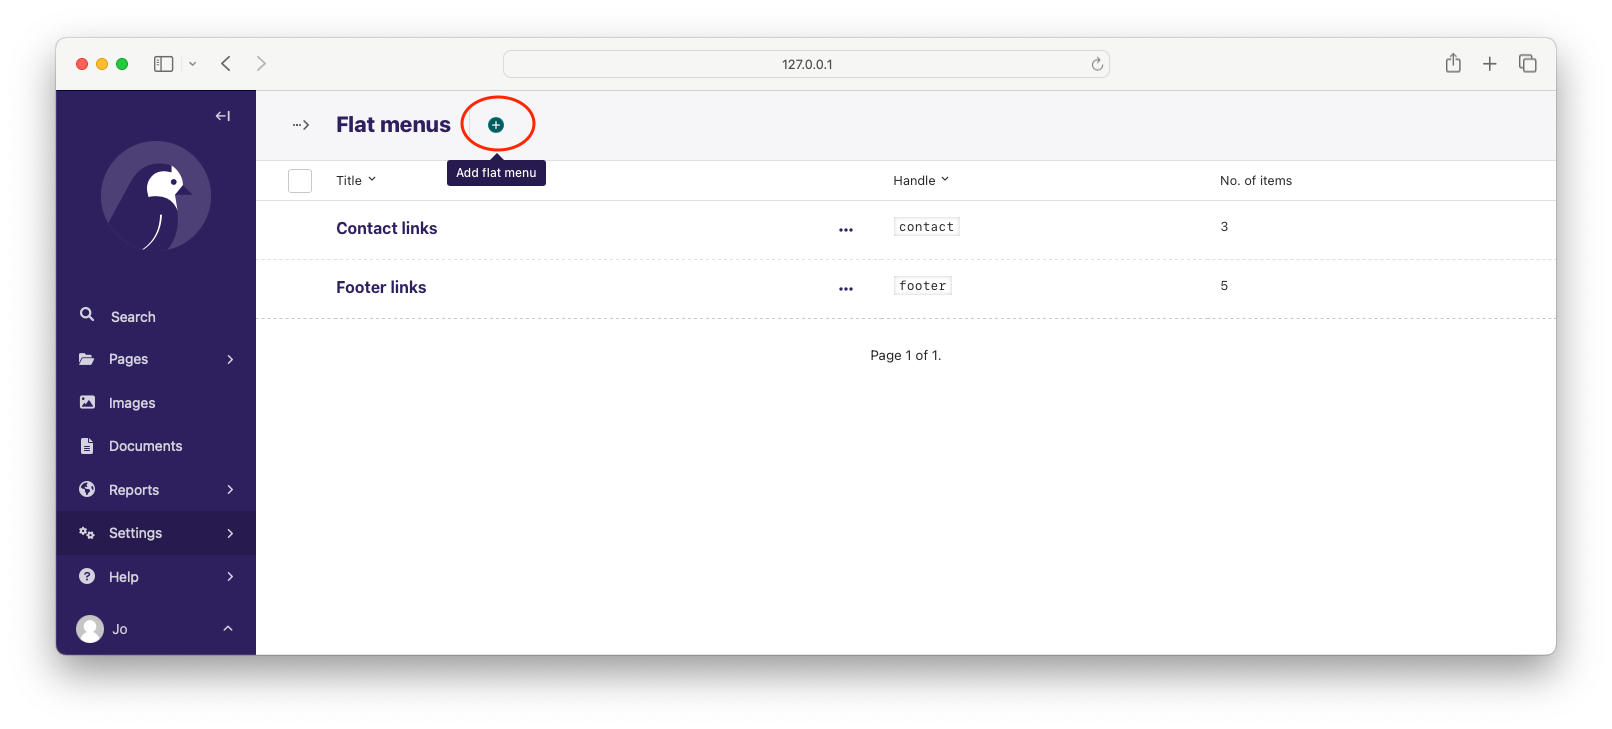 127.0.0.1
Flat menus
Add flat menu
Title
Handle
No. of items
Contact links
contact
3
Footer links
footer
5
Page 1 of 1.
Search
Pages
Images
Documents
Reports
Settings
Help
Jo